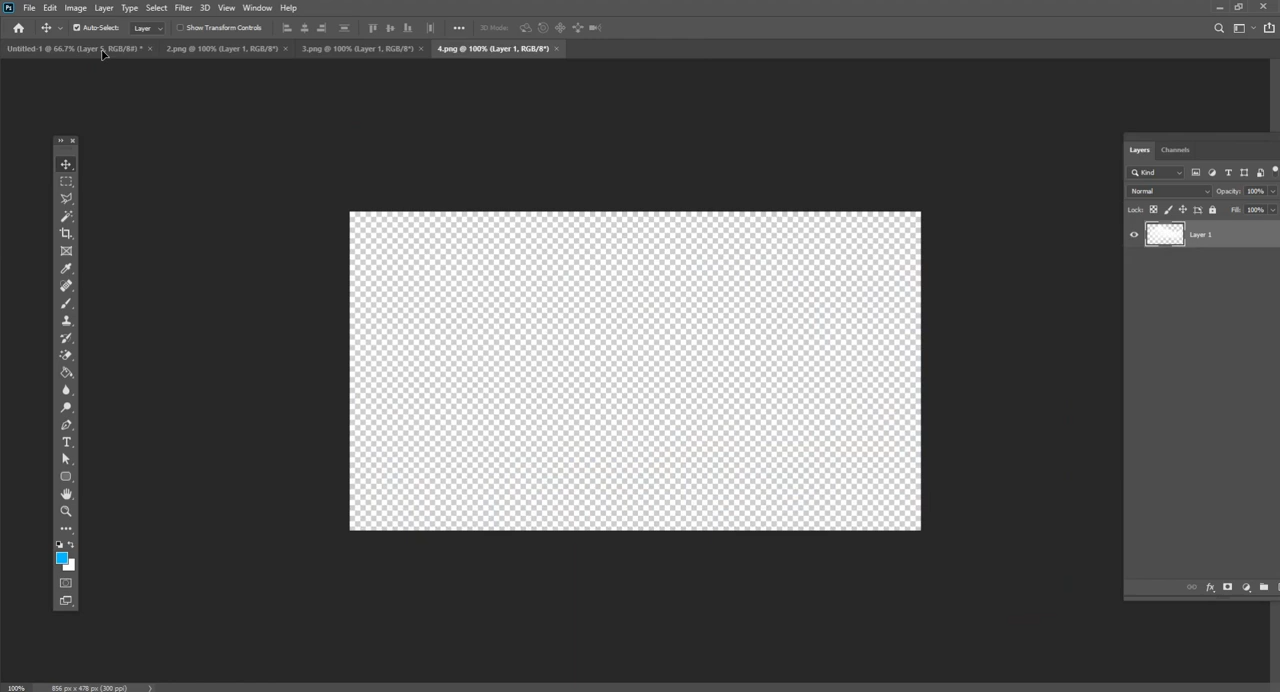 Ps File Edit Image Layer Type Select Filter 3D View Window Help
Auto-Select: Layer Show Transform Controls 3D Mode:
Untitled-1 @ 66.7% (Layer 5, RGB/8#) * × 2.png @ 100% (Layer 1, RGB/8*) × 3.png @ 100% (Layer 1, RGB/8*) × 4.png @ 100% (Layer 1, RGB/8*) ×
Layers Channels
Kind
Normal Opacity: 100%
Lock: Fill: 100%
Layer 1
100% 856 px x 478 px (300 ppi)